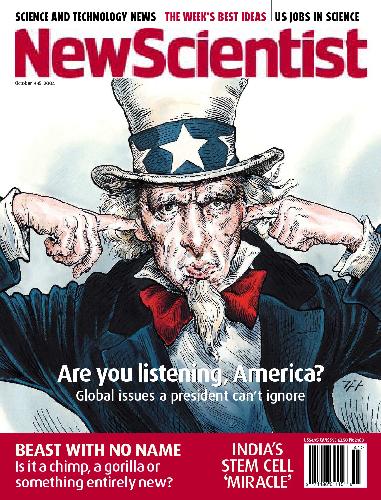 SCIENCE AND TECHNOLOGY NEWS THE WEEK'S BEST IDEAS US JOBS IN SCIENCE
NewScientist
Are you listening, America?
Global issues a president can't ignore
BEAST WITH NO NAME
Is it a chimp, a gorilla or
something entirely new?
INDIA'S
STEM CELL
'MIRACLE'